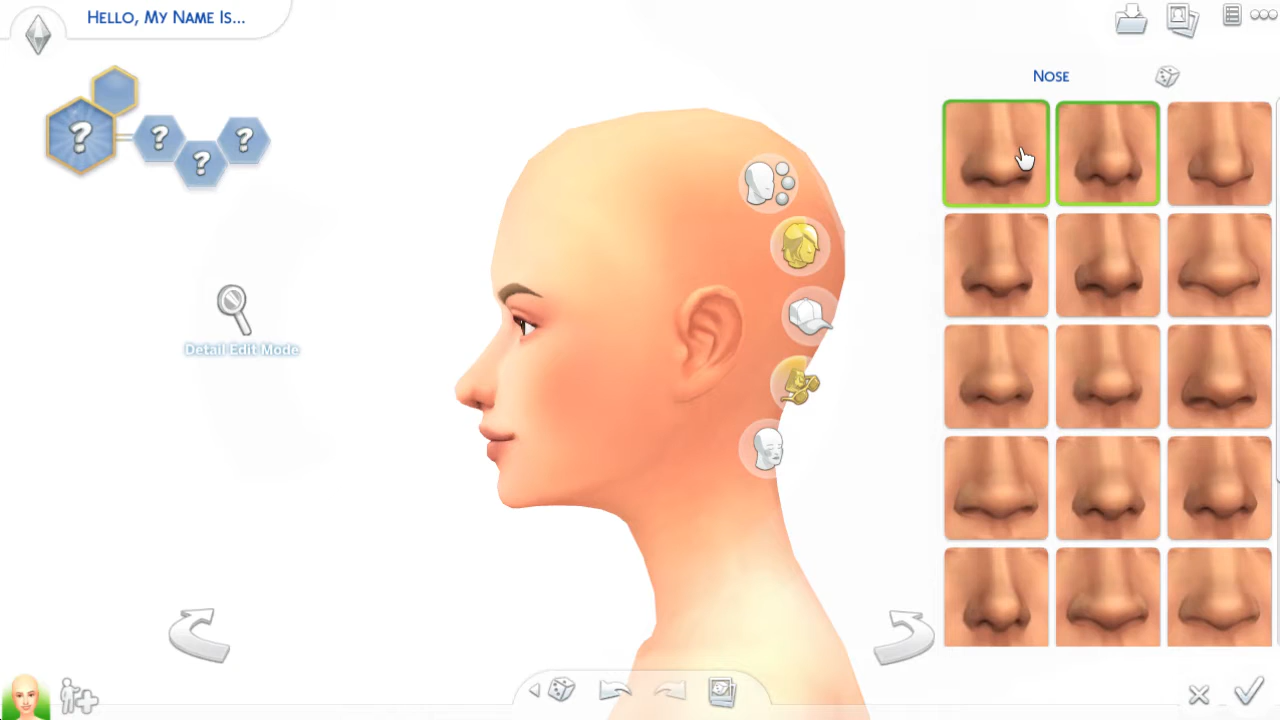 Hello, My Name Is...
Nose
? ? ? ?
Detail Edit Mode